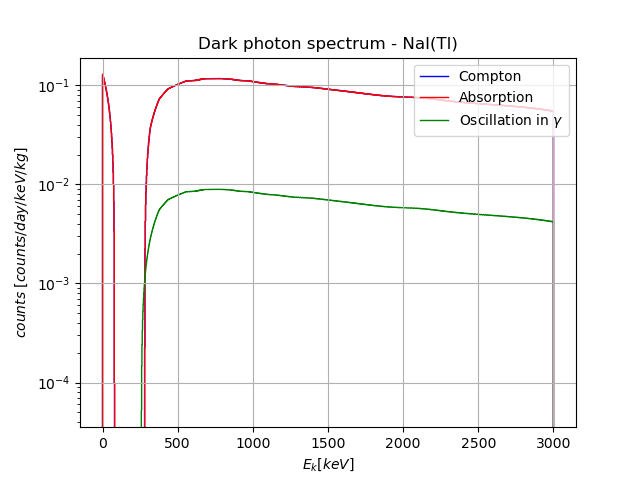 Dark photon spectrum - NaI(Tl)
Compton
Absorption
Oscillation in γ
counts [counts/day/keV/kg]
10⁻¹
10⁻²
10⁻³
10⁻⁴
0 500 1000 1500 2000 2500 3000
E_k[keV]